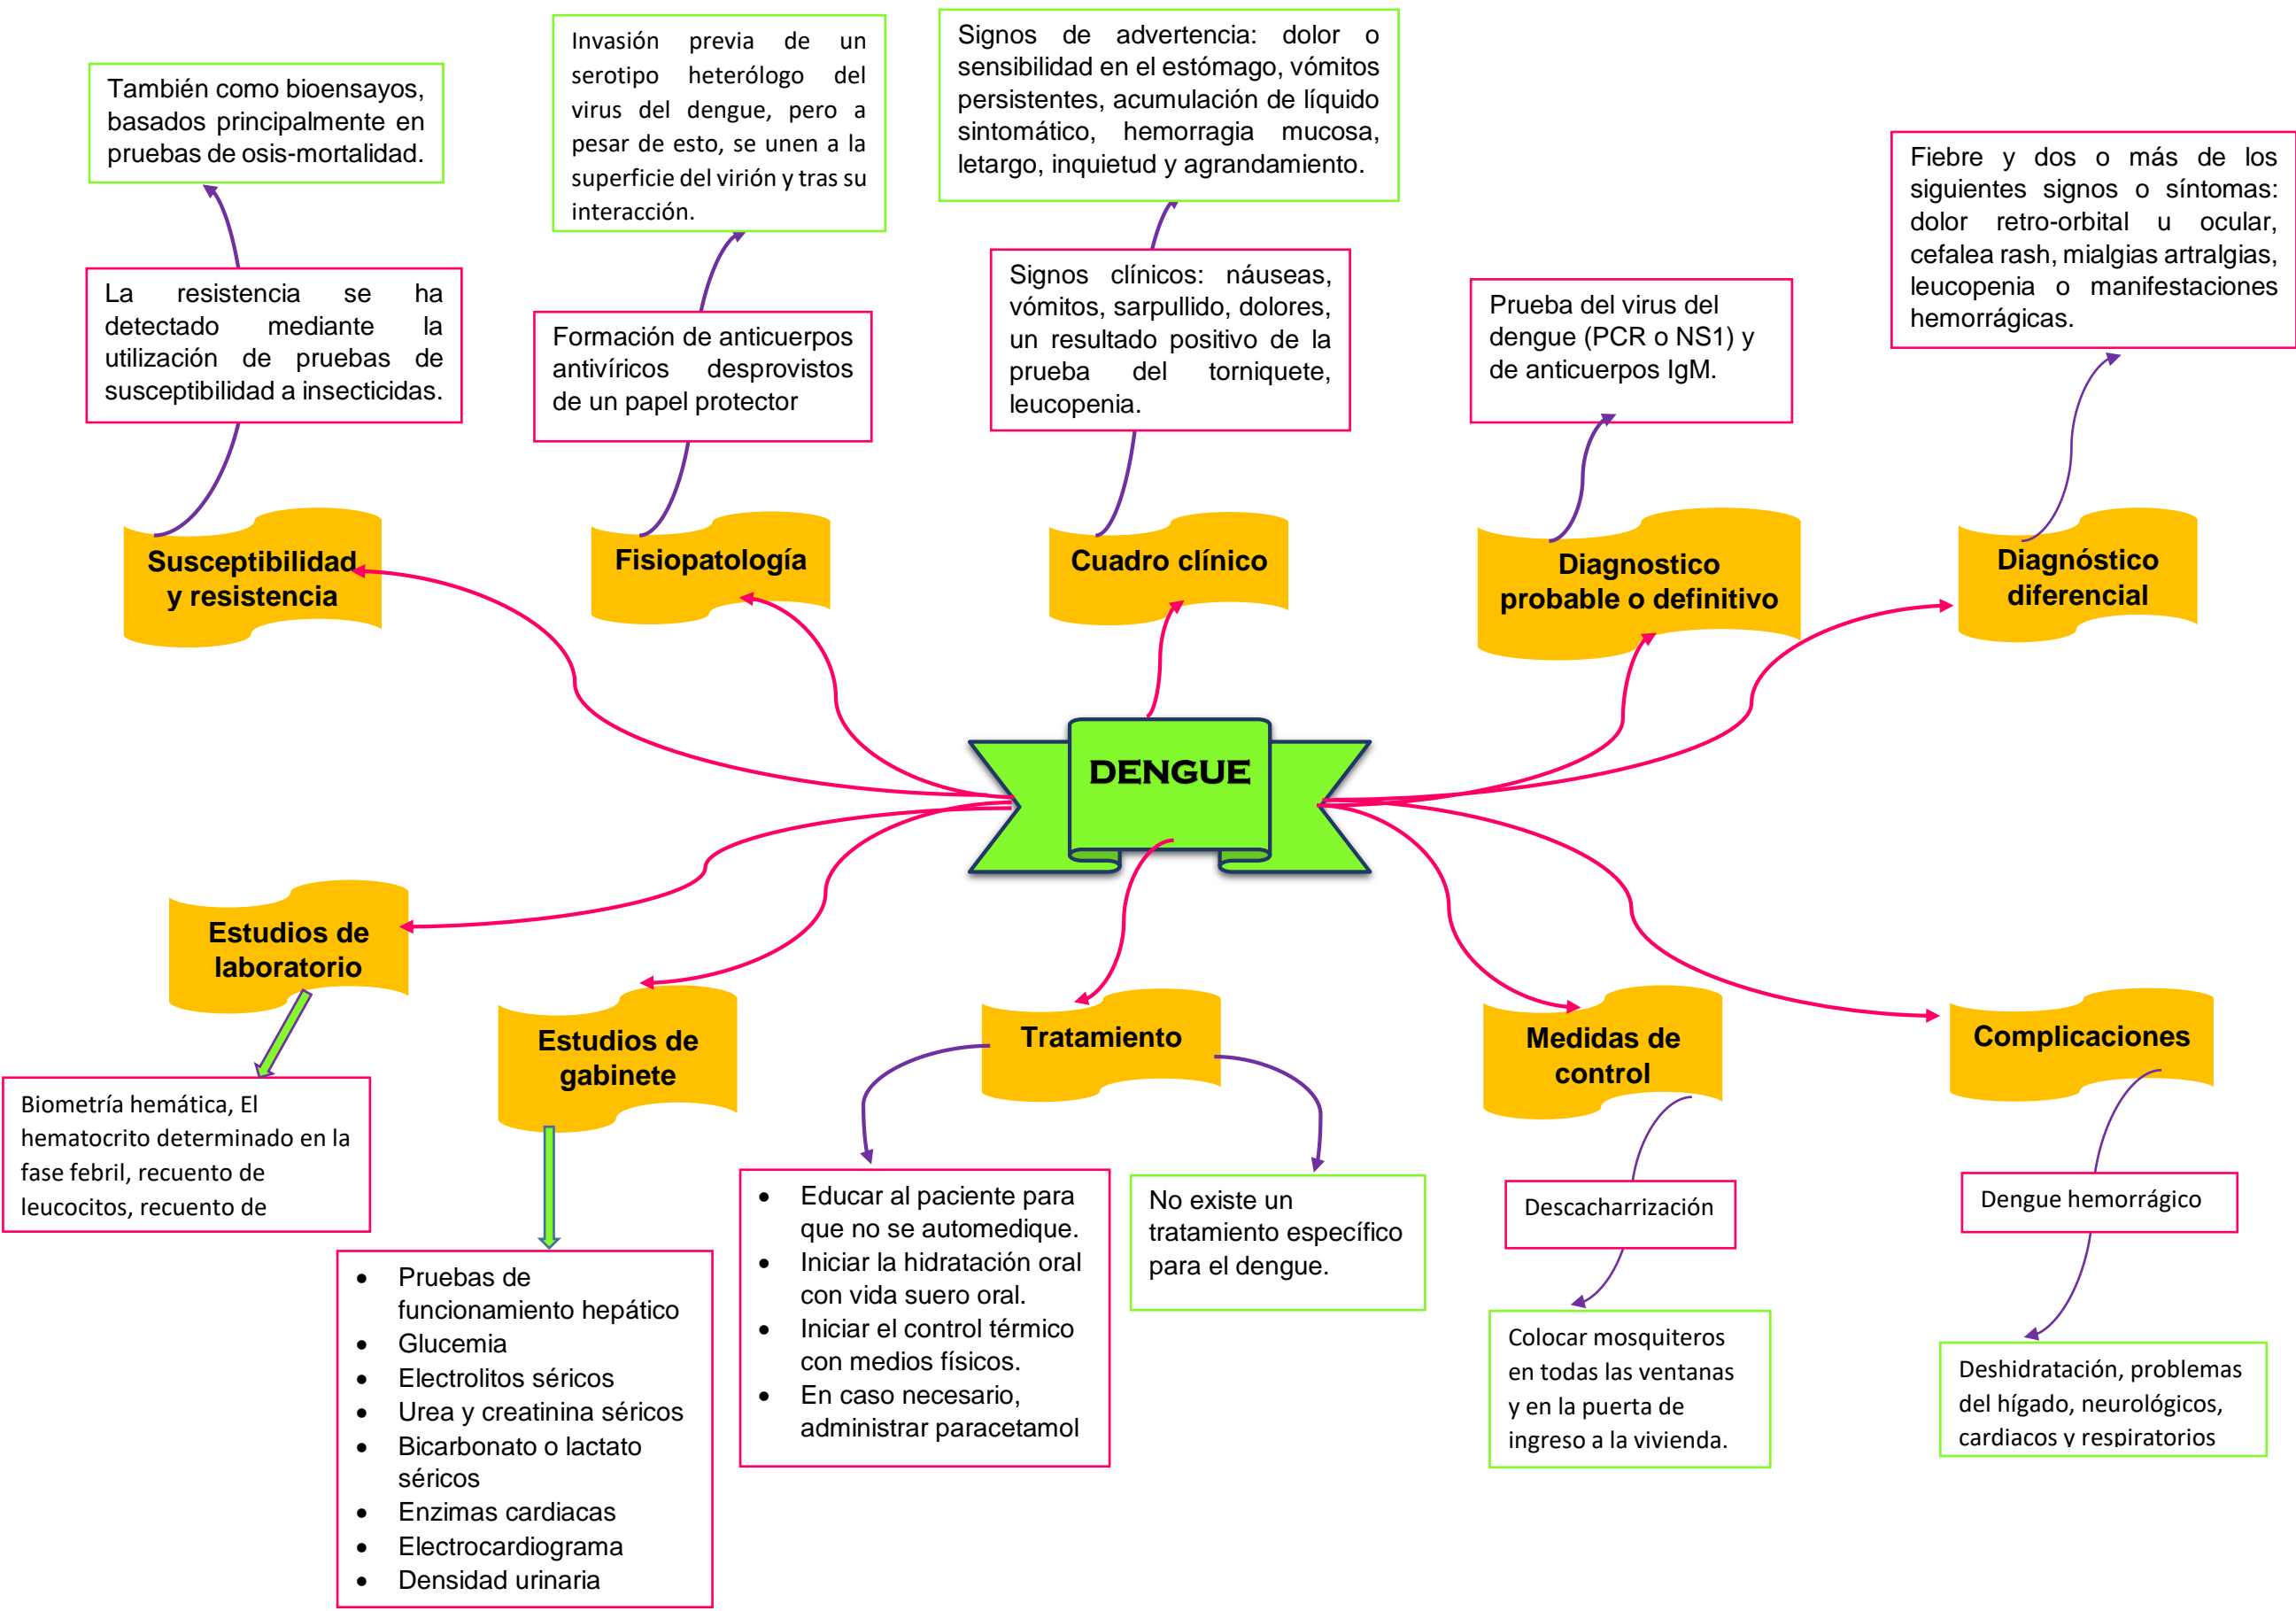 También como bioensayos,
basados principalmente en
pruebas de osis-mortalidad.
La resistencia se ha
detectado mediante la
utilización de pruebas de
susceptibilidad a insecticidas.
Susceptibilidad
y resistencia
Invasión previa de un
serotipo heterólogo del
virus del dengue, pero a
pesar de esto, se unen a la
superficie del virión y tras su
interacción.
Formación de anticuerpos
antivíricos desprovistos
de un papel protector
Fisiopatología
Signos de advertencia: dolor o
sensibilidad en el estómago, vómitos
persistentes, acumulación de líquido
sintomático, hemorragia mucosa,
letargo, inquietud y agrandamiento.
Signos clínicos: náuseas,
vómitos, sarpullido, dolores,
un resultado positivo de la
prueba del torniquete,
leucopenia.
Cuadro clínico
Prueba del virus del
dengue (PCR o NS1) y
de anticuerpos IgM.
Diagnostico
probable o definitivo
Fiebre y dos o más de los
siguientes signos o síntomas:
dolor retro-orbital u ocular,
cefalea rash, mialgias artralgias,
leucopenia o manifestaciones
hemorrágicas.
Diagnóstico
diferencial
DENGUE
Estudios de
laboratorio
Biometría hemática, El
hematocrito determinado en la
fase febril, recuento de
leucocitos, recuento de
Estudios de
gabinete
• Pruebas de
funcionamiento hepático
• Glucemia
• Electrolitos séricos
• Urea y creatinina séricos
• Bicarbonato o lactato
séricos
• Enzimas cardiacas
• Electrocardiograma
• Densidad urinaria
Tratamiento
• Educar al paciente para
que no se automedique.
• Iniciar la hidratación oral
con vida suero oral.
• Iniciar el control térmico
con medios físicos.
• En caso necesario,
administrar paracetamol
No existe un
tratamiento específico
para el dengue.
Medidas de
control
Descacharrización
Colocar mosquiteros
en todas las ventanas
y en la puerta de
ingreso a la vivienda.
Complicaciones
Dengue hemorrágico
Deshidratación, problemas
del hígado, neurológicos,
cardiacos y respiratorios